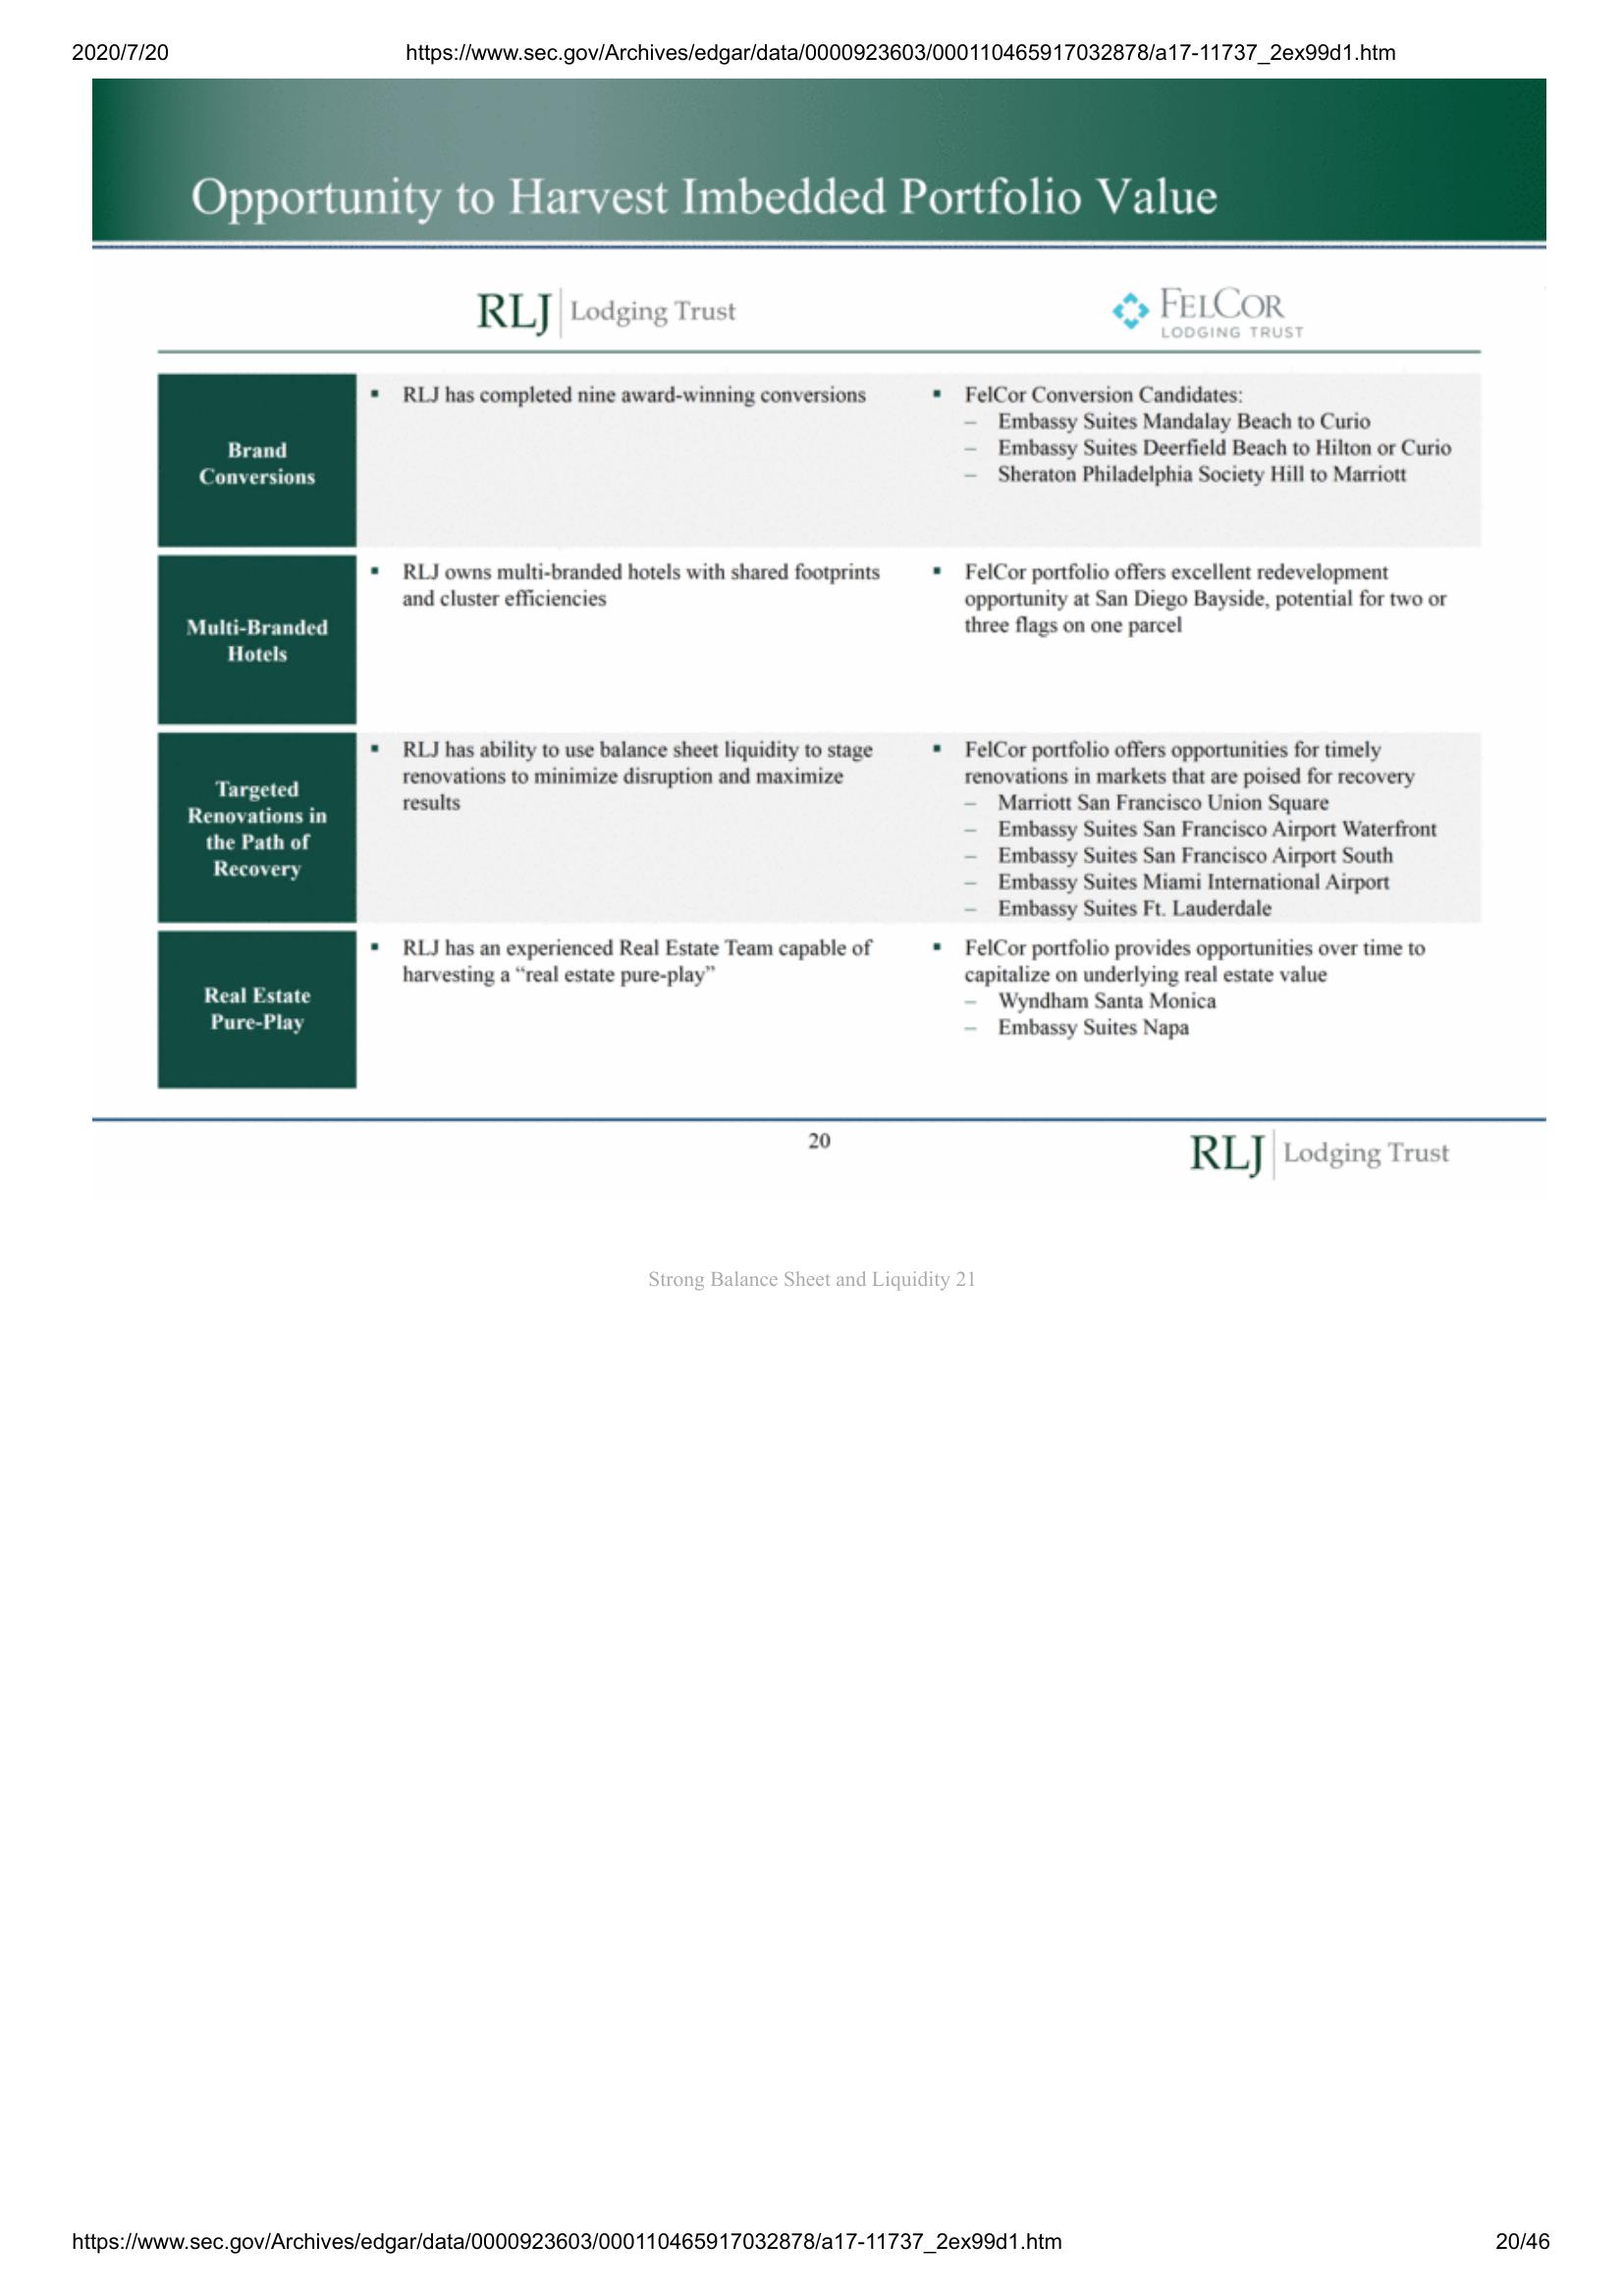 2020/7/20 https://www.sec.gov/Archives/edgar/data/0000923603/000110465917032878/a17-11737_2ex99d1.htm
Opportunity to Harvest Imbedded Portfolio Value
RLJ Lodging Trust
FELCOR
LODGING TRUST
Brand
Conversions
▪ RLJ has completed nine award-winning conversions
▪ FelCor Conversion Candidates:
– Embassy Suites Mandalay Beach to Curio
– Embassy Suites Deerfield Beach to Hilton or Curio
– Sheraton Philadelphia Society Hill to Marriott
Multi-Branded
Hotels
▪ RLJ owns multi-branded hotels with shared footprints
and cluster efficiencies
▪ FelCor portfolio offers excellent redevelopment
opportunity at San Diego Bayside, potential for two or
three flags on one parcel
Targeted
Renovations in
the Path of
Recovery
▪ RLJ has ability to use balance sheet liquidity to stage
renovations to minimize disruption and maximize
results
▪ FelCor portfolio offers opportunities for timely
renovations in markets that are poised for recovery
– Marriott San Francisco Union Square
– Embassy Suites San Francisco Airport Waterfront
– Embassy Suites San Francisco Airport South
– Embassy Suites Miami International Airport
– Embassy Suites Ft. Lauderdale
Real Estate
Pure-Play
▪ RLJ has an experienced Real Estate Team capable of
harvesting a “real estate pure-play”
▪ FelCor portfolio provides opportunities over time to
capitalize on underlying real estate value
– Wyndham Santa Monica
– Embassy Suites Napa
20
RLJ Lodging Trust
Strong Balance Sheet and Liquidity 21
https://www.sec.gov/Archives/edgar/data/0000923603/000110465917032878/a17-11737_2ex99d1.htm 20/46